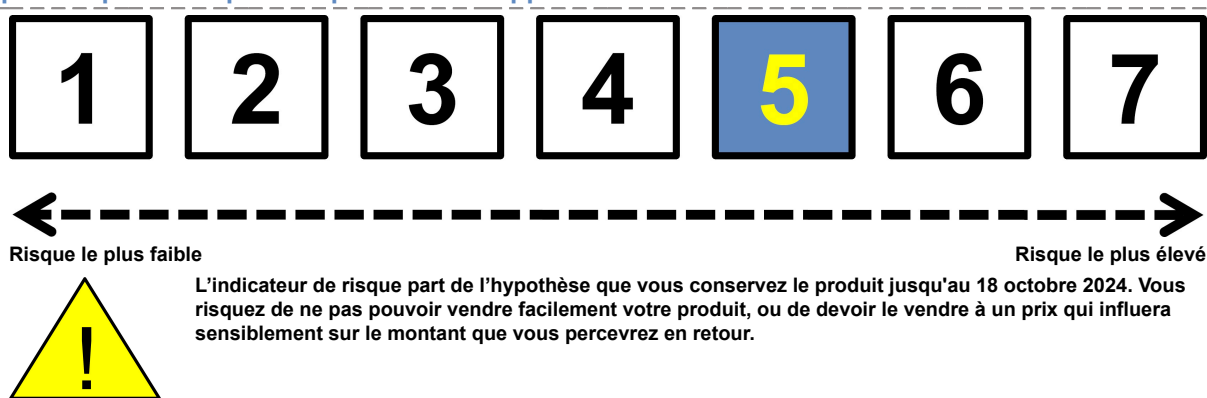 1 2 3 4 5 6 7
Risque le plus faible Risque le plus élevé
L'indicateur de risque part de l'hypothèse que vous conservez le produit jusqu'au 18 octobre 2024. Vous
risquez de ne pas pouvoir vendre facilement votre produit, ou de devoir le vendre à un prix qui influera
sensiblement sur le montant que vous percevrez en retour.
!